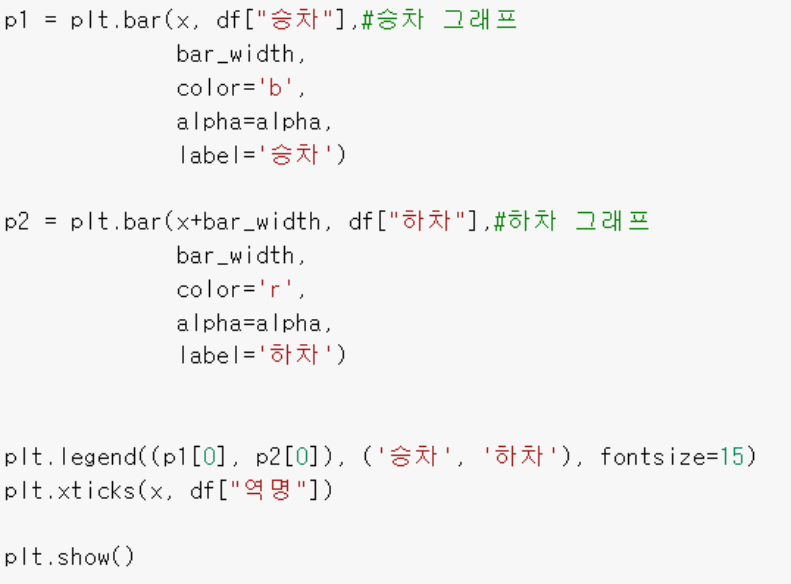 p1 = plt.bar(x, df["승차"],#승차 그래프
             bar_width,
             color='b',
             alpha=alpha,
             label='승차')
p2 = plt.bar(x+bar_width, df["하차"],#하차 그래프
             bar_width,
             color='r',
             alpha=alpha,
             label='하차')
plt.legend((p1[0], p2[0]), ('승차', '하차'), fontsize=15)
plt.xticks(x, df["역명"])
plt.show()